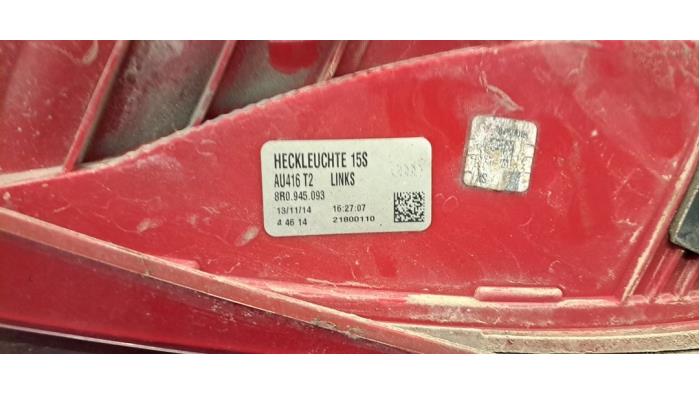 HECKLEUCHTE 15S
AU416 T2 LINKS
8R0.945.093
13/11/14 16:27:07
4 46 14 21800110